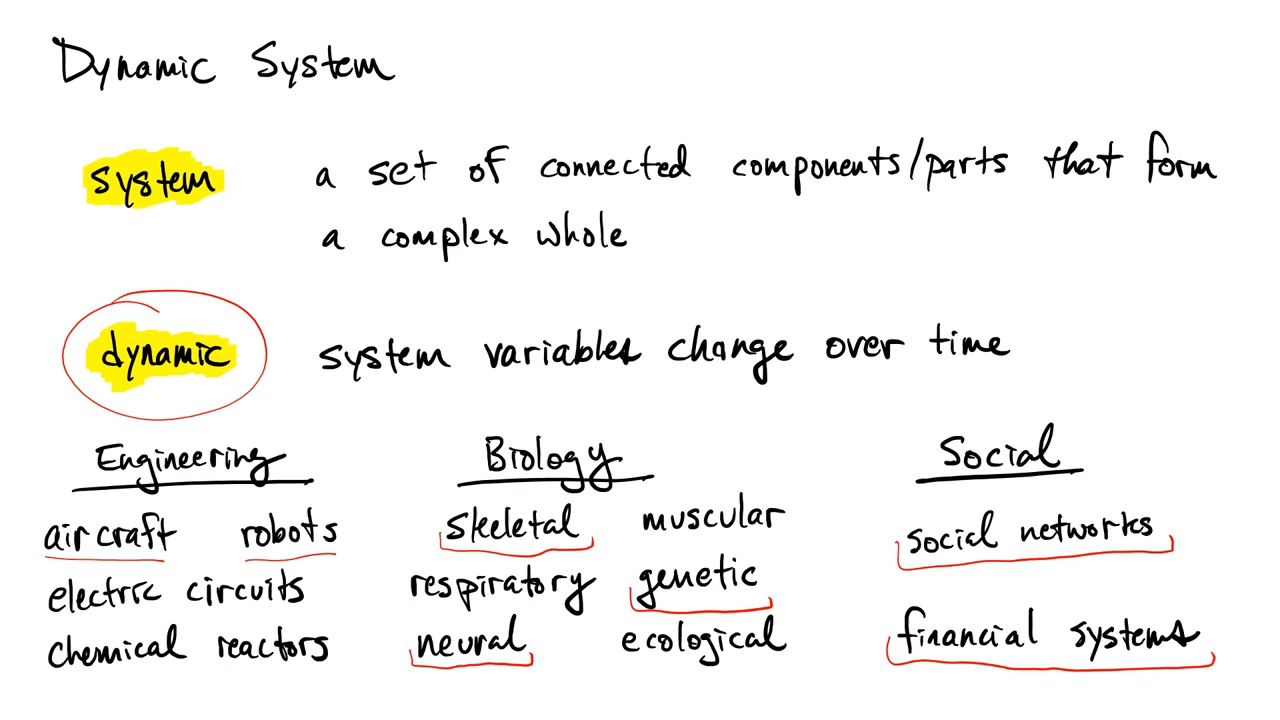 Dynamic System
system a set of connected components/parts that form
a complex whole
dynamic system variables change over time
Engineering Biology Social
aircraft robots skeletal muscular social networks
electric circuits respiratory genetic
chemical reactors neural ecological financial systems